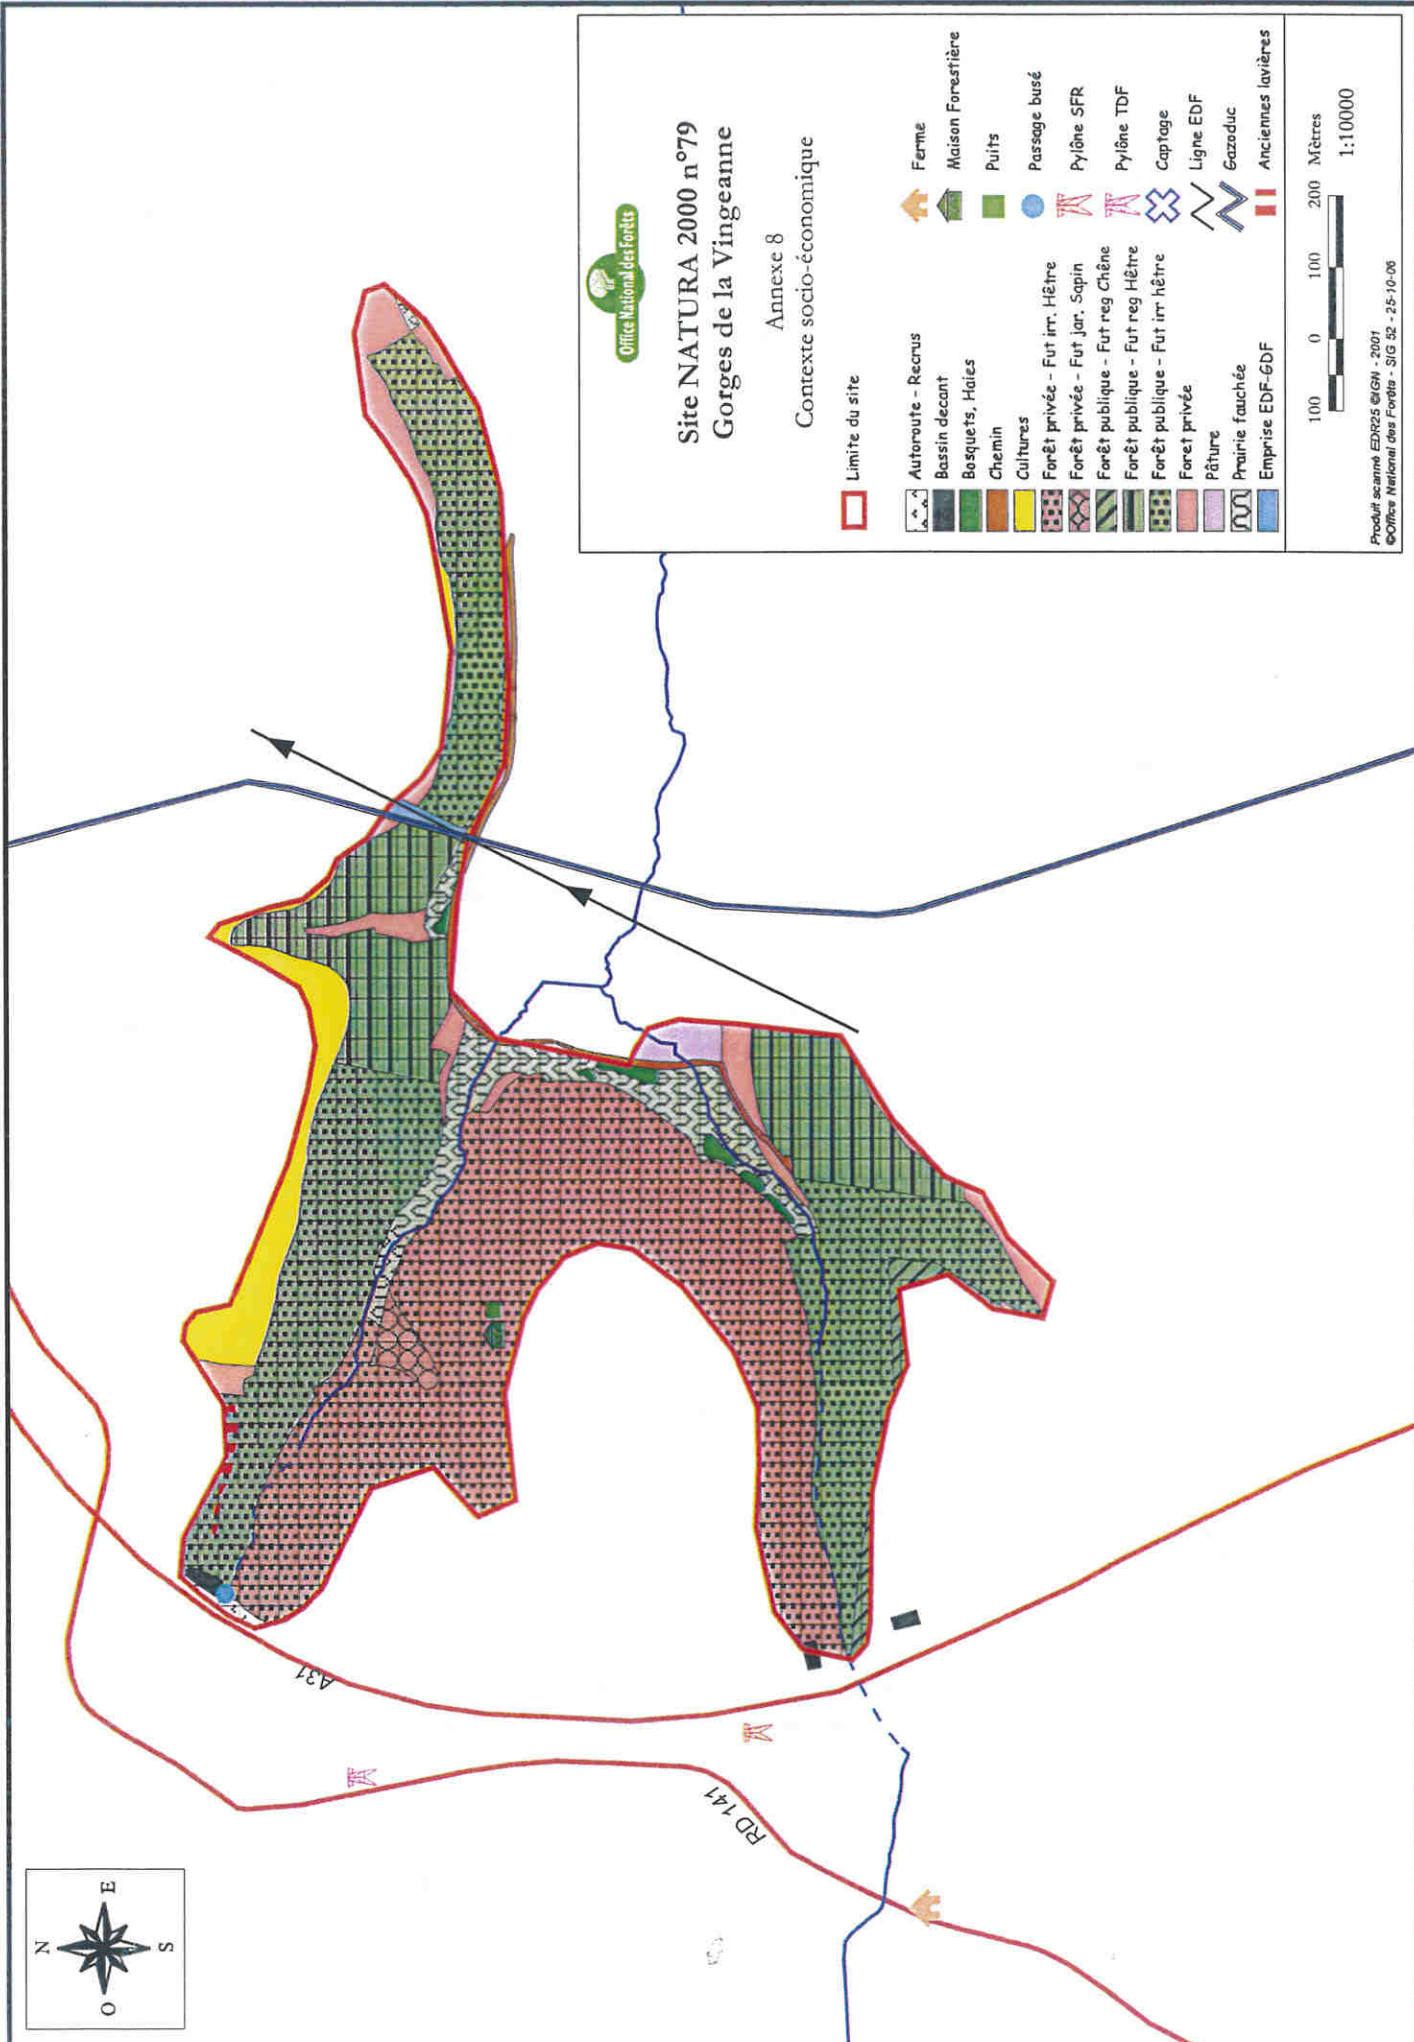 Office National des Forêts
Site NATURA 2000 n°79
Gorges de la Vingeanne
Annexe 8
Contexte socio-économique
Limite du site
Autoroute - Recrus
Bassin decant
Bosquets, Haies
Chemin
Cultures
Forêt privée - Fut irr. Hêtre
Forêt privée - Fut jar. Sapin
Forêt publique - Fut reg Chêne
Forêt publique - Fut reg Hêtre
Forêt publique - Fut irr hêtre
Foret privée
Pâture
Prairie fauchée
Emprise EDF-GDF
Ferme
Maison Forestière
Puits
Passage busé
Pylône SFR
Pylône TDF
Captage
Ligne EDF
Gazoduc
Anciennes lavières
100 0 100 200 Mètres
1:10000
Produit scanné EDR25 ©IGN - 2001
©Office National des Forêts - SIG 52 - 25-10-06
A31
RD 141
N
O E
S